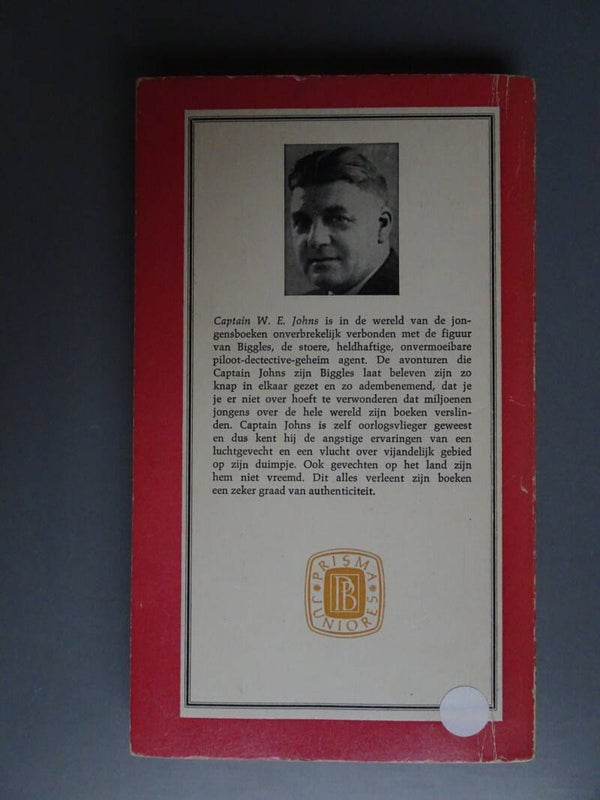 Captain W. E. Johns is in de wereld van de jon-
gensboeken onverbrekelijk verbonden met de figuur
van Biggles, de stoere, heldhaftige, onvermoeibare
piloot-dectective-geheim agent. De avonturen die
Captain Johns zijn Biggles laat beleven zijn zo
knap in elkaar gezet en zo adembenemend, dat je
je er niet over hoeft te verwonderen dat miljoenen
jongens over de hele wereld zijn boeken verslin-
den. Captain Johns is zelf oorlogsvlieger geweest
en dus kent hij de angstige ervaringen van een
luchtgevecht en een vlucht over vijandelijk gebied
op zijn duimpje. Ook gevechten op het land zijn
hem niet vreemd. Dit alles verleent zijn boeken
een zeker graad van authenticiteit.
PRISMA
PB
JUNIORES